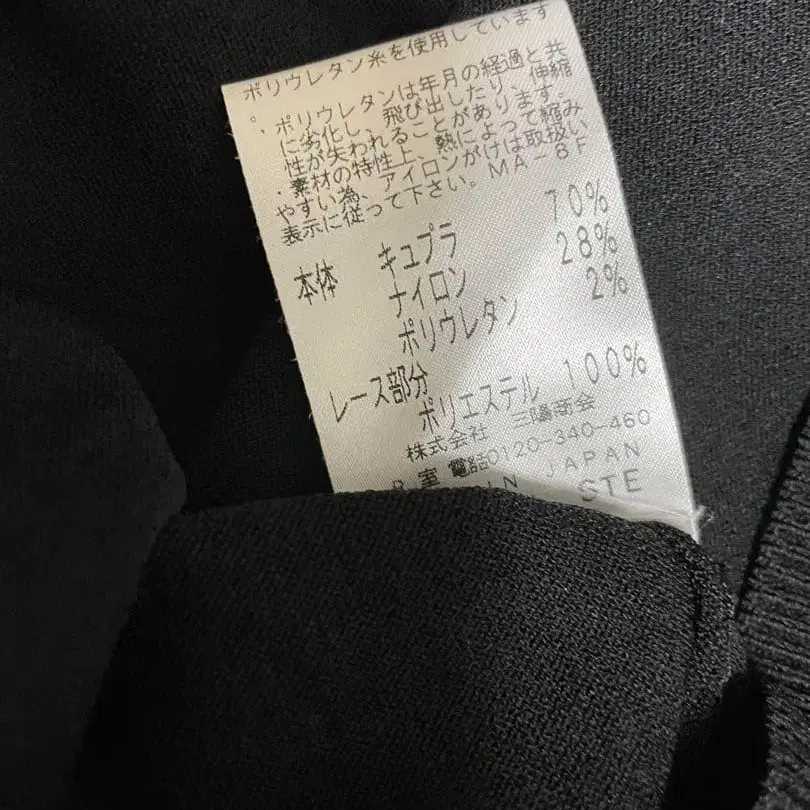 ポリウレタン糸を使用しています
。
・ポリウレタンは年月の経過と共
に劣化し、飛び出したり、伸縮
性が失われることがあります。
・素材の特性上、熱によって縮み
やすい為、アイロンがけは取扱い
表示に従って下さい。MA-8F
本体 キュプラ 70%
ナイロン 28%
ポリウレタン 2%
レース部分
ポリエステル 100%
株式会社 三陽商会
室 電話0120-340-460
IN JAPAN
STE